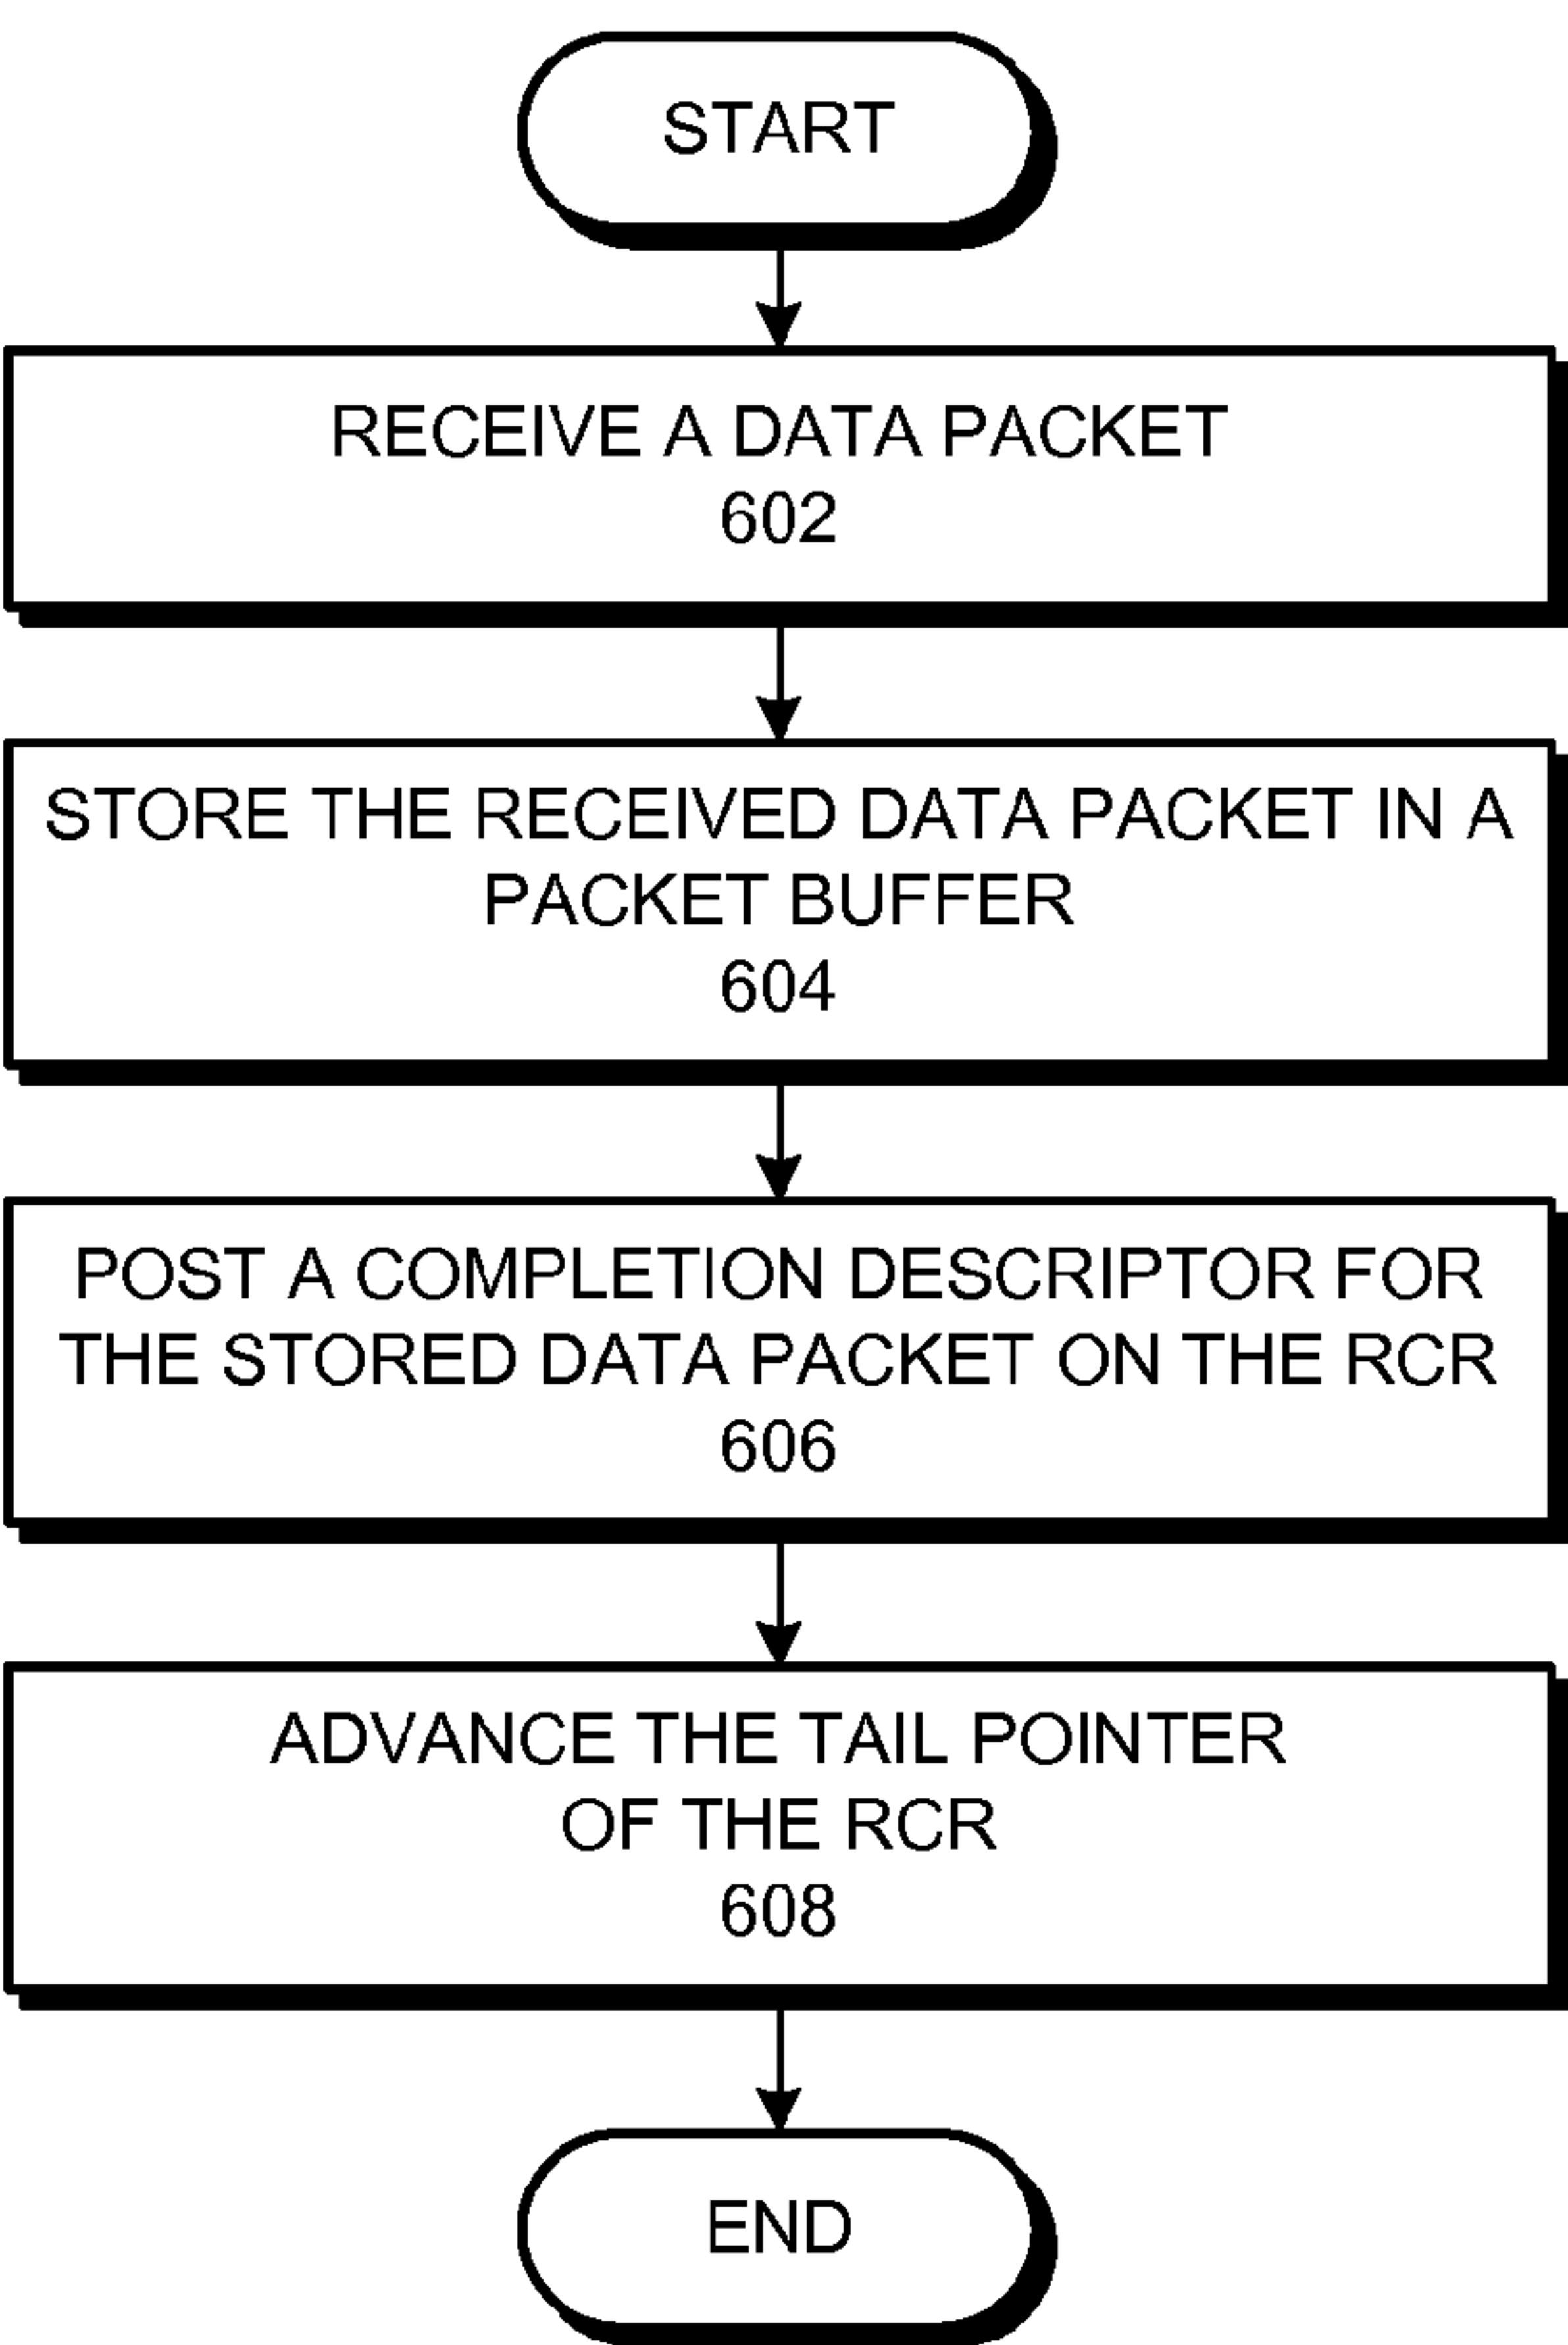 START
RECEIVE A DATA PACKET
602
STORE THE RECEIVED DATA PACKET IN A
PACKET BUFFER
604
POST A COMPLETION DESCRIPTOR FOR
THE STORED DATA PACKET ON THE RCR
606
ADVANCE THE TAIL POINTER
OF THE RCR
608
END